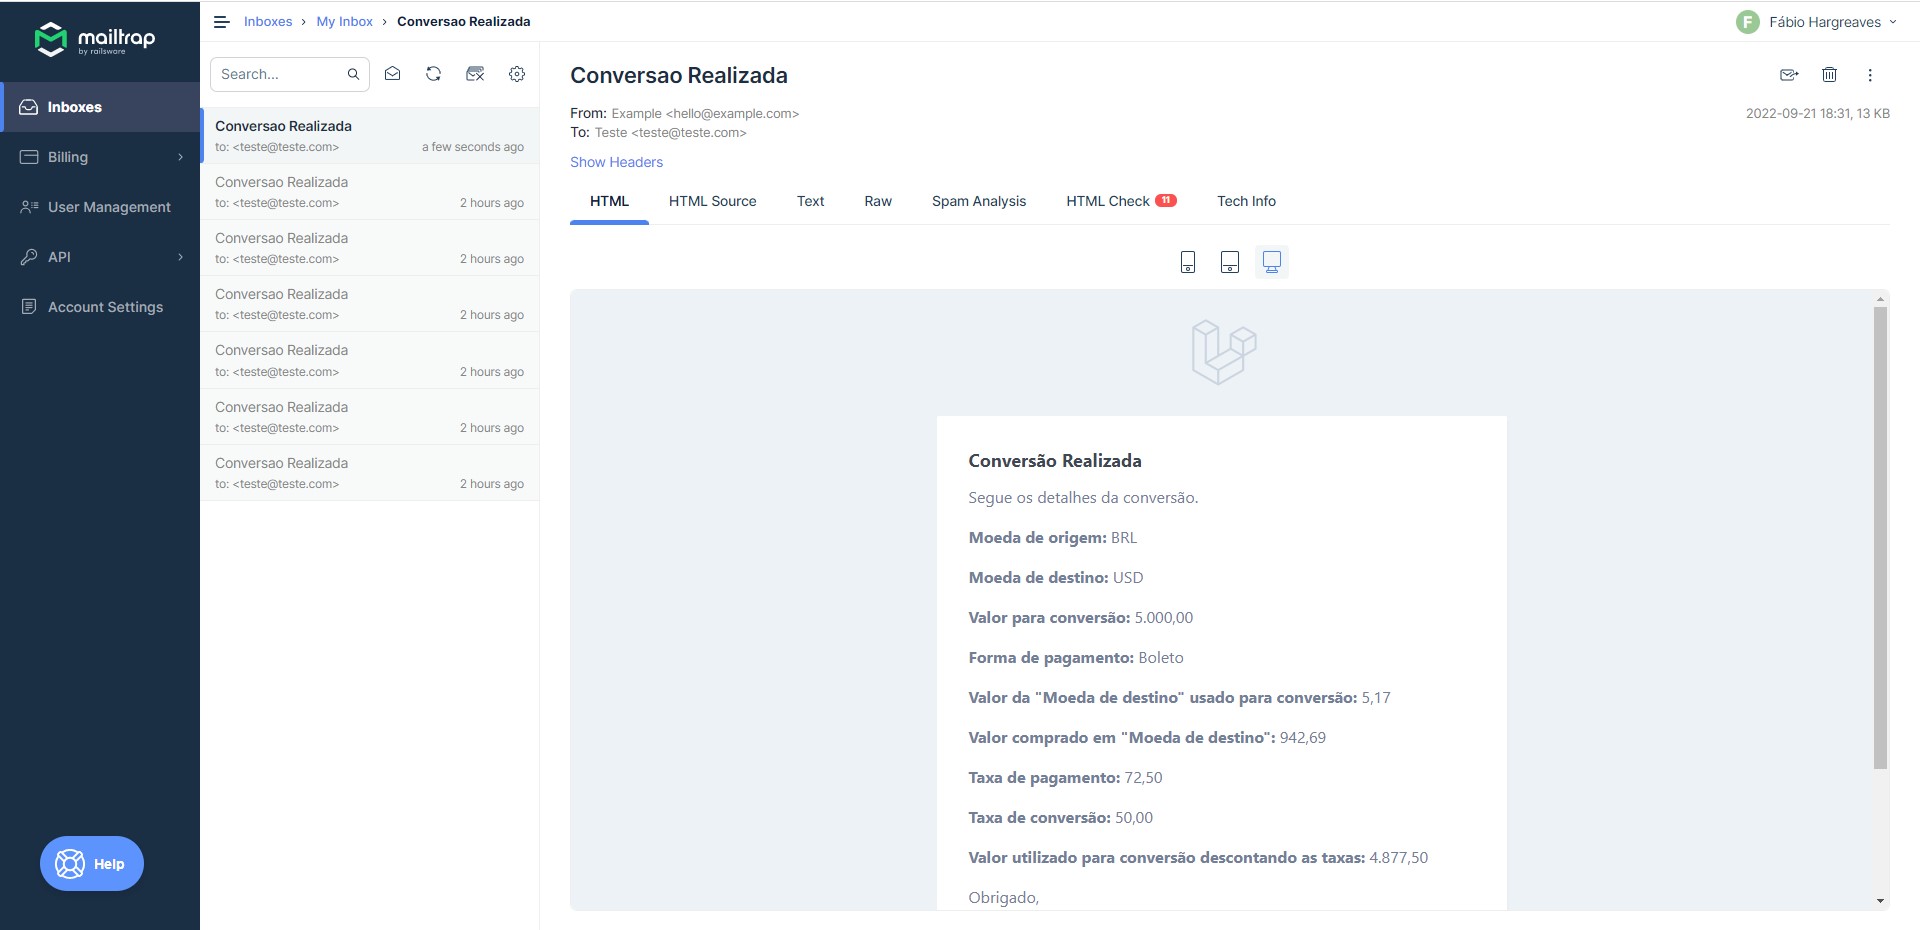 mailtrap
by railsware
Inboxes
Billing
User Management
API
Account Settings
Help
Inboxes › My Inbox › Conversao Realizada
F Fábio Hargreaves
Search...
Conversao Realizada
to: <teste@teste.com> a few seconds ago
Conversao Realizada
to: <teste@teste.com> 2 hours ago
Conversao Realizada
to: <teste@teste.com> 2 hours ago
Conversao Realizada
to: <teste@teste.com> 2 hours ago
Conversao Realizada
to: <teste@teste.com> 2 hours ago
Conversao Realizada
to: <teste@teste.com> 2 hours ago
Conversao Realizada
to: <teste@teste.com> 2 hours ago
Conversao Realizada
From: Example <hello@example.com> 2022-09-21 18:31, 13 KB
To: Teste <teste@teste.com>
Show Headers
HTML HTML Source Text Raw Spam Analysis HTML Check 11 Tech Info
Conversão Realizada
Segue os detalhes da conversão.
Moeda de origem: BRL
Moeda de destino: USD
Valor para conversão: 5.000,00
Forma de pagamento: Boleto
Valor da "Moeda de destino" usado para conversão: 5,17
Valor comprado em "Moeda de destino": 942,69
Taxa de pagamento: 72,50
Taxa de conversão: 50,00
Valor utilizado para conversão descontando as taxas: 4.877,50
Obrigado,